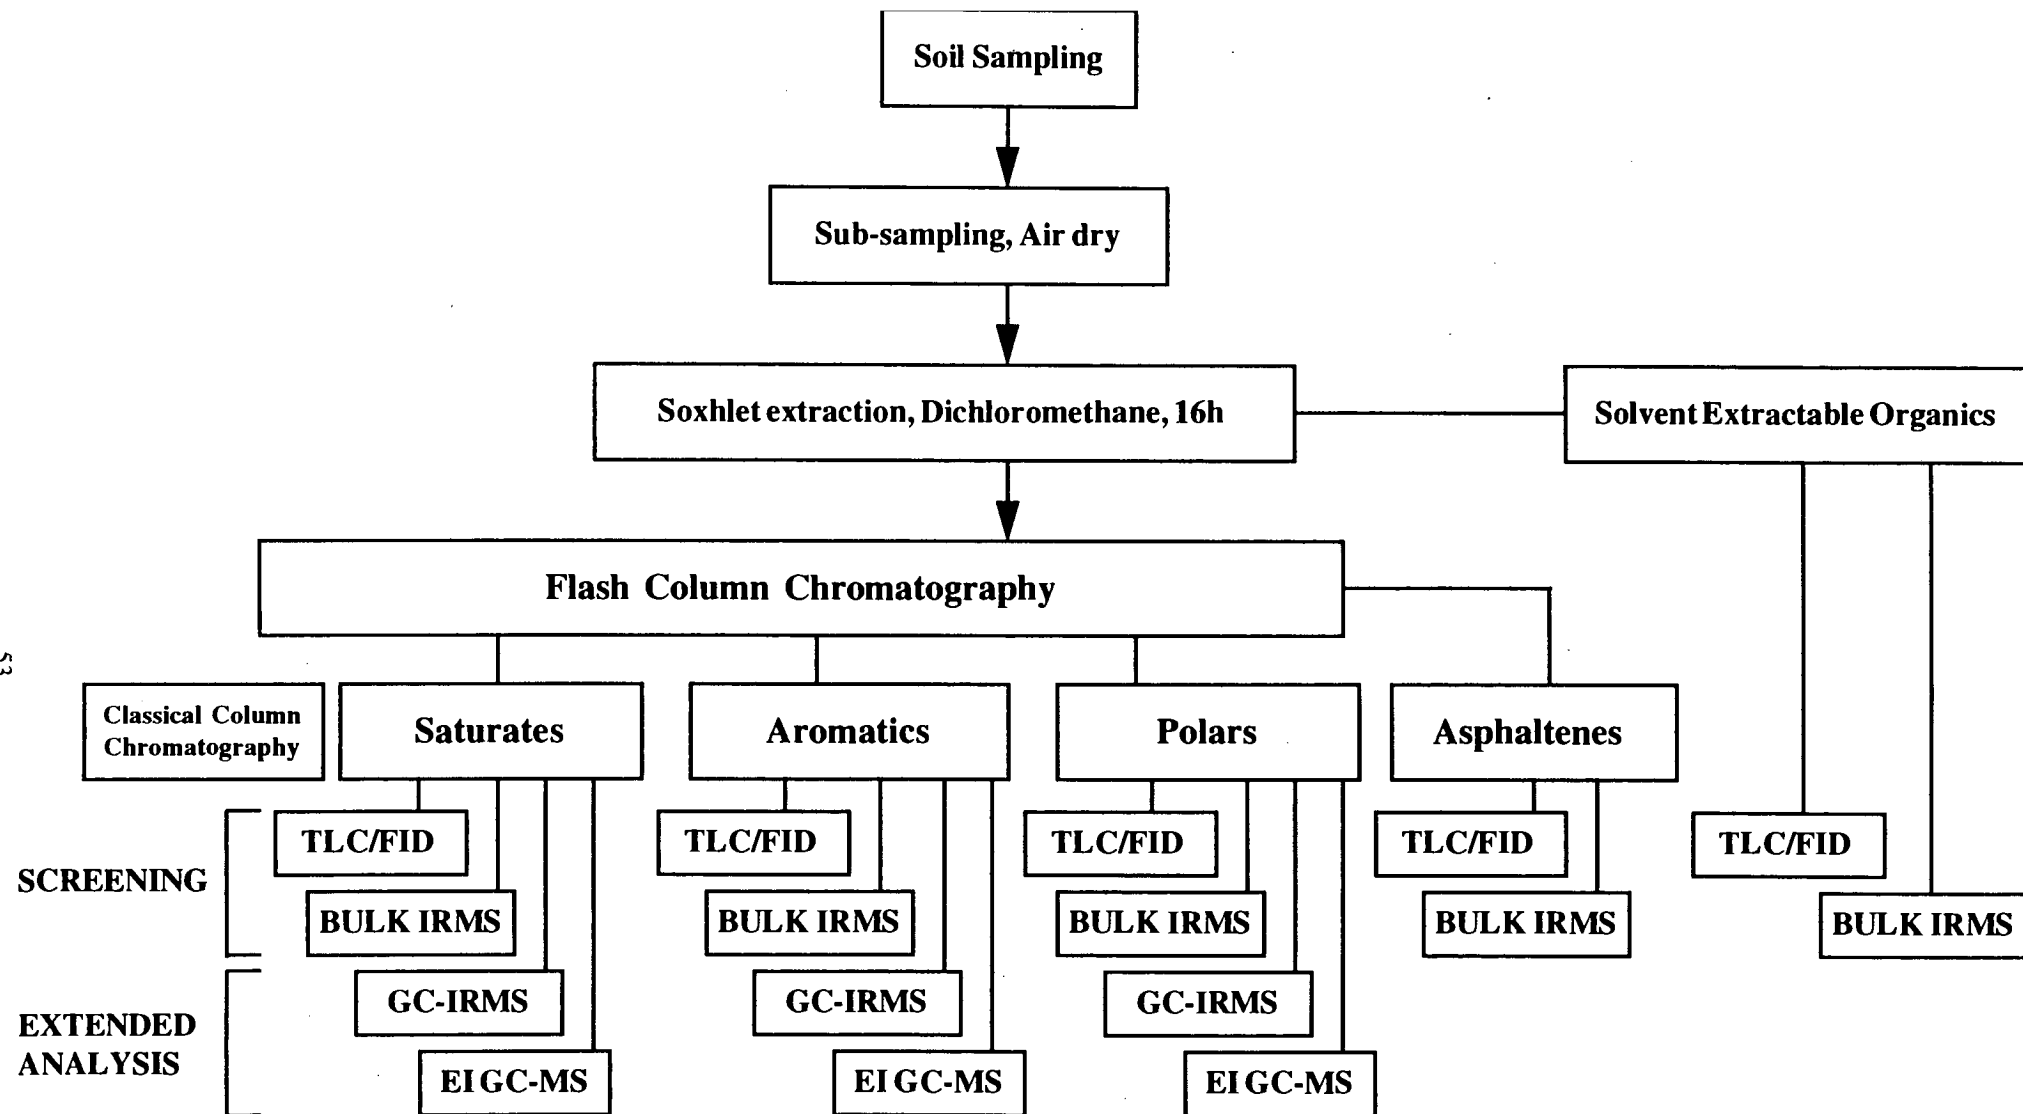 Soil Sampling
Sub-sampling, Air dry
Soxhlet extraction, Dichloromethane, 16h
Solvent Extractable Organics
Flash Column Chromatography
53
Classical Column
Chromatography
Saturates
Aromatics
Polars
Asphaltenes
SCREENING
TLC/FID
TLC/FID
TLC/FID
TLC/FID
TLC/FID
BULK IRMS
BULK IRMS
BULK IRMS
BULK IRMS
BULK IRMS
EXTENDED
ANALYSIS
GC-IRMS
GC-IRMS
GC-IRMS
EI GC-MS
EI GC-MS
EI GC-MS